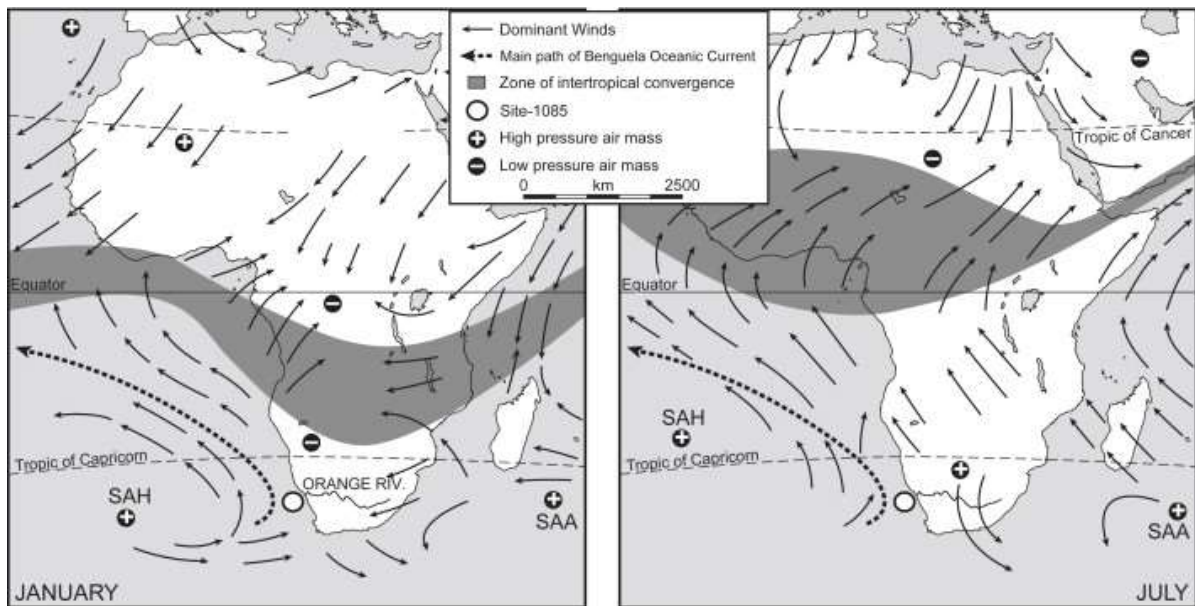 Dominant Winds
Main path of Benguela Oceanic Current
Zone of intertropical convergence
Site-1085
High pressure air mass
Low pressure air mass
0 km 2500
Equator
Tropic of Capricorn
SAH
ORANGE RIV.
SAA
JANUARY
Tropic of Cancer
Equator
SAH
Tropic of Capricorn
SAA
JULY